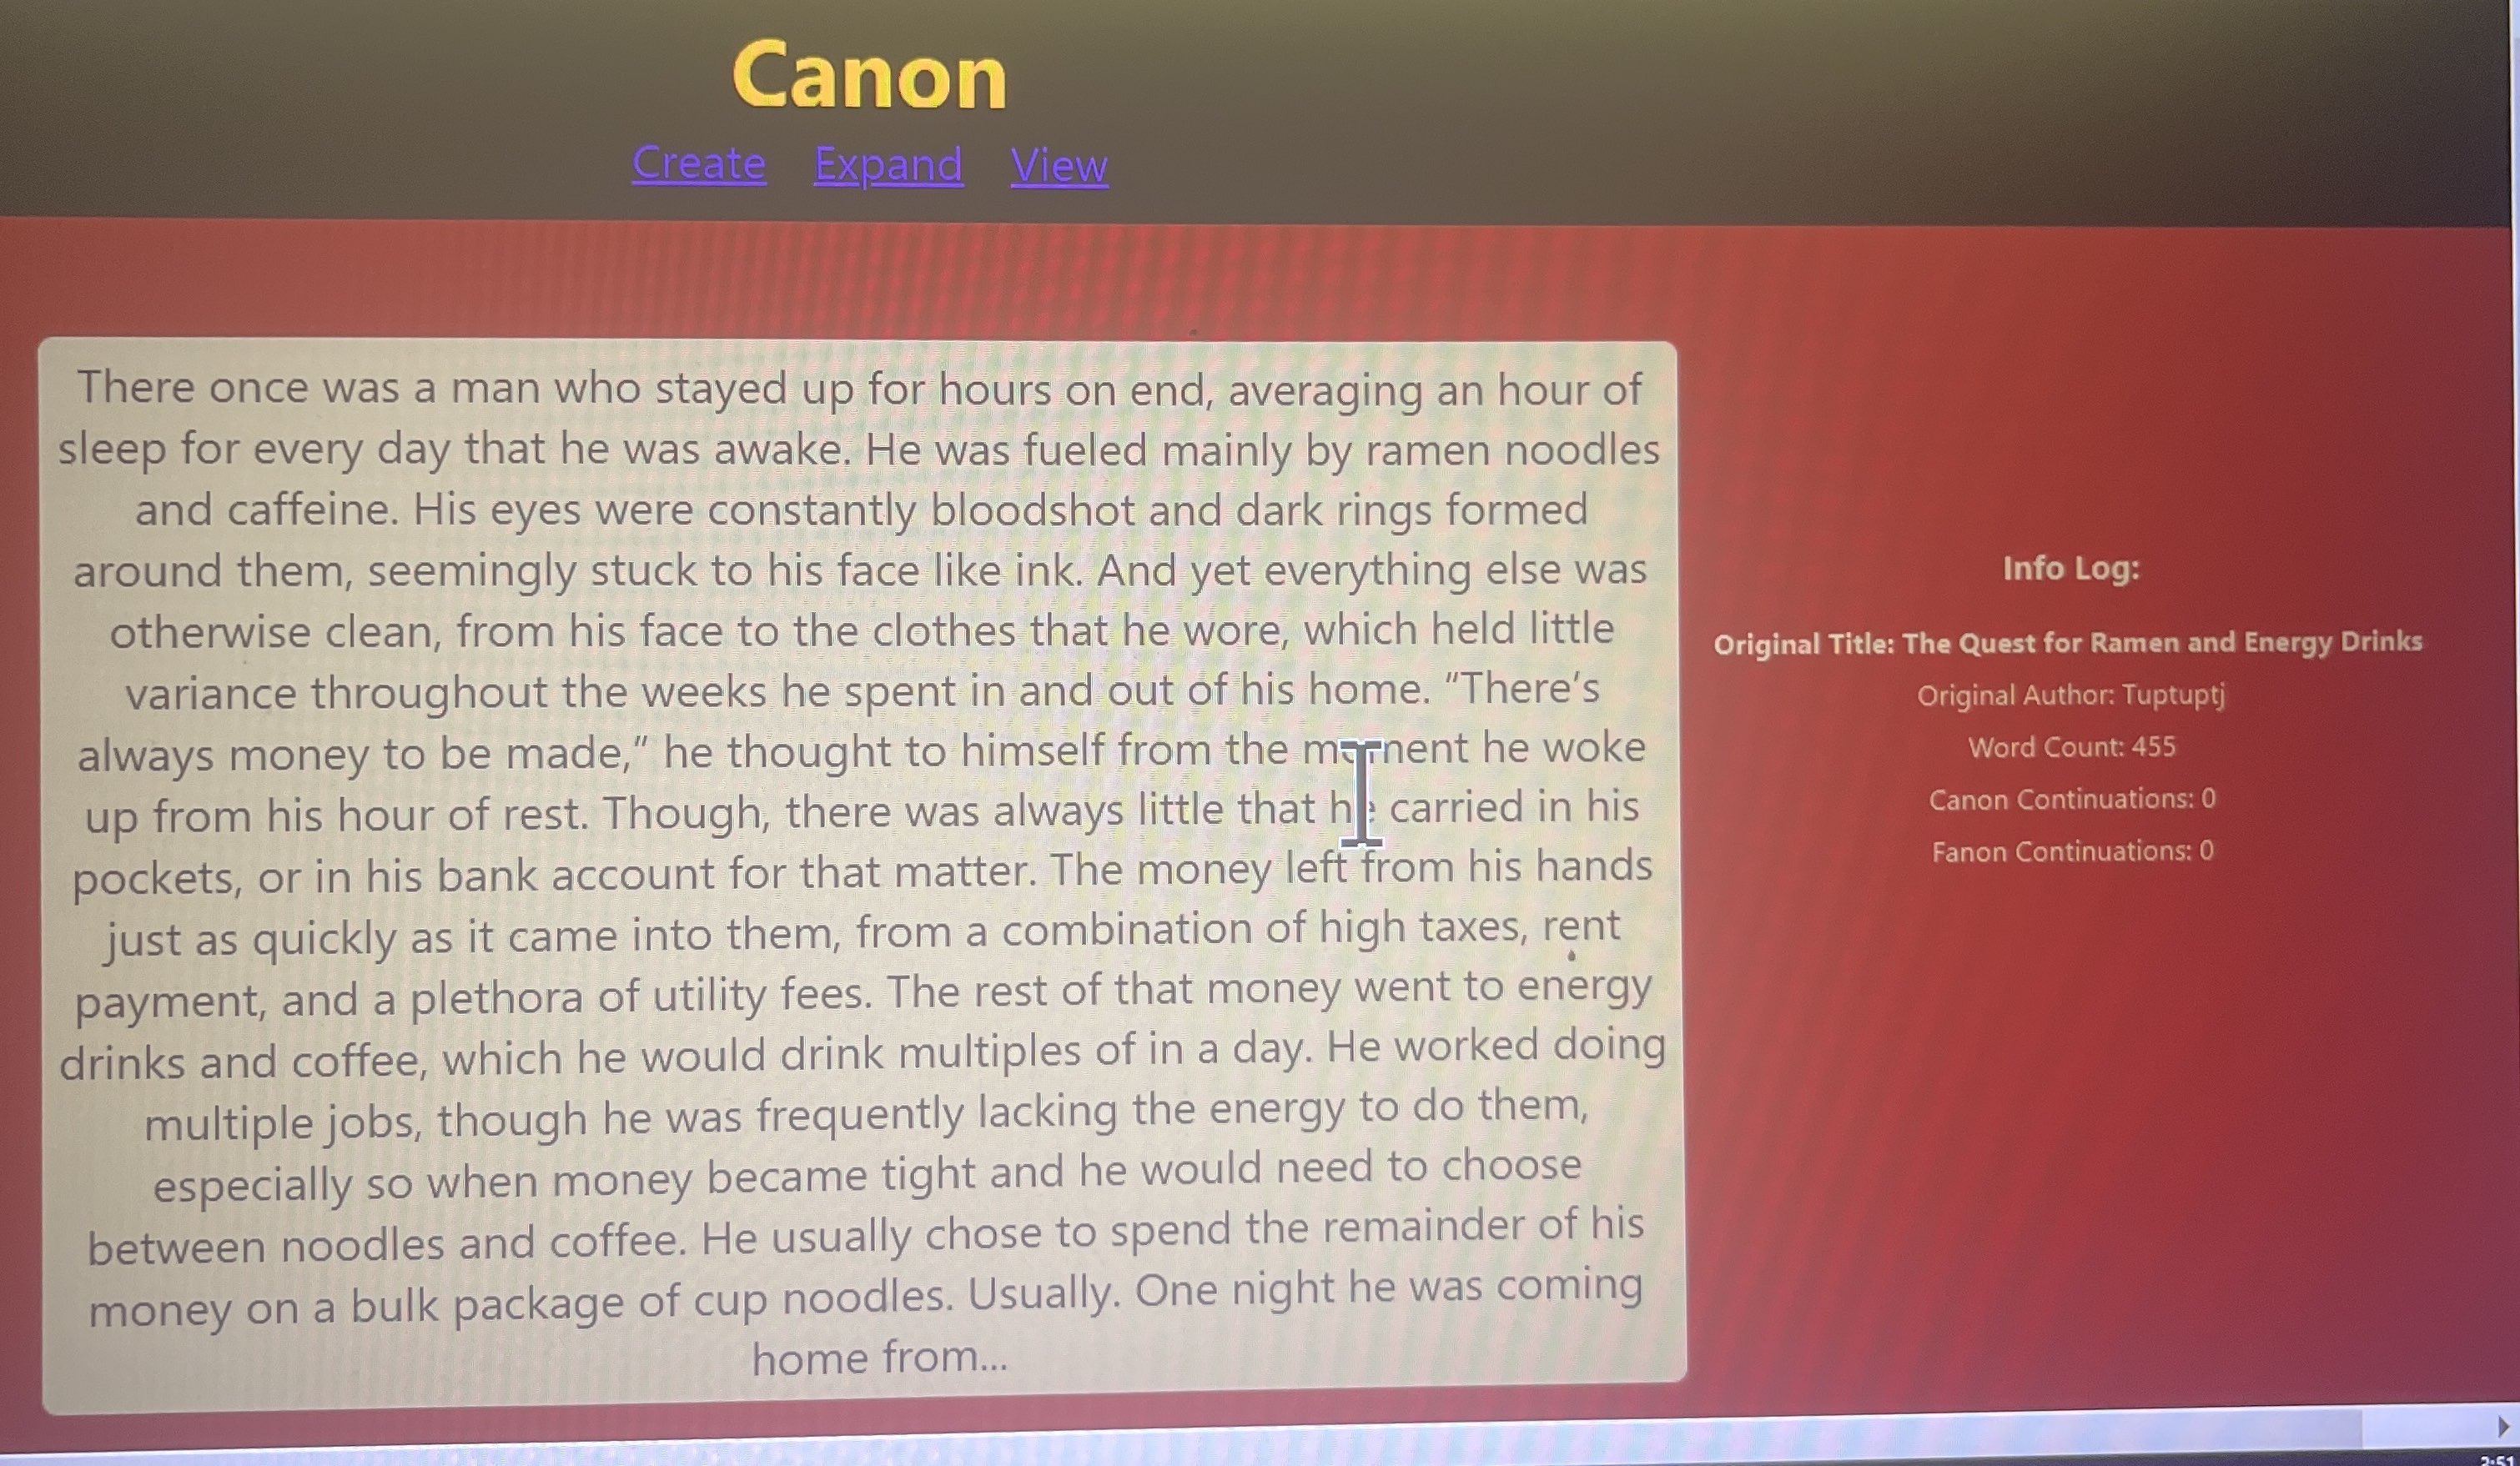 Canon
Create Expand View
There once was a man who stayed up for hours on end, averaging an hour of
sleep for every day that he was awake. He was fueled mainly by ramen noodles
and caffeine. His eyes were constantly bloodshot and dark rings formed
around them, seemingly stuck to his face like ink. And yet everything else was
otherwise clean, from his face to the clothes that he wore, which held little
variance throughout the weeks he spent in and out of his home. "There's
always money to be made," he thought to himself from the moment he woke
up from his hour of rest. Though, there was always little that he carried in his
pockets, or in his bank account for that matter. The money left from his hands
just as quickly as it came into them, from a combination of high taxes, rent
payment, and a plethora of utility fees. The rest of that money went to energy
drinks and coffee, which he would drink multiples of in a day. He worked doing
multiple jobs, though he was frequently lacking the energy to do them,
especially so when money became tight and he would need to choose
between noodles and coffee. He usually chose to spend the remainder of his
money on a bulk package of cup noodles. Usually. One night he was coming
home from...
Info Log:
Original Title: The Quest for Ramen and Energy Drinks
Original Author: Tuptuptj
Word Count: 455
Canon Continuations: 0
Fanon Continuations: 0